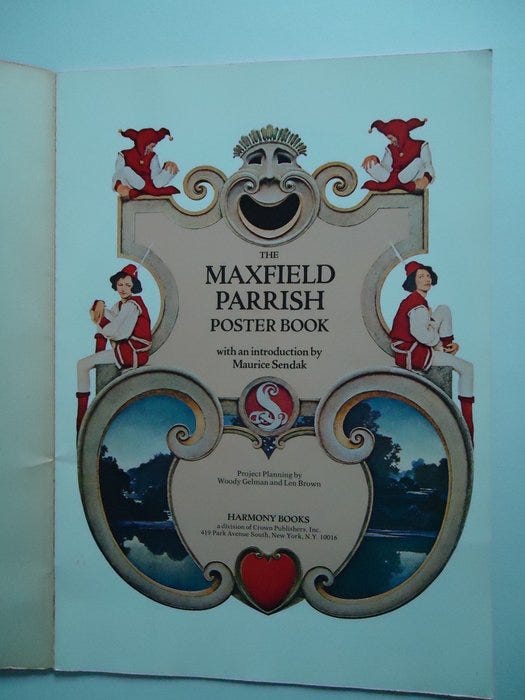 THE
MAXFIELD
PARRISH
POSTER BOOK
with an introduction by
Maurice Sendak
Project Planning by
Woody Gelman and Len Brown
HARMONY BOOKS
a division of Crown Publishers, Inc.
419 Park Avenue South, New York, N.Y. 10016